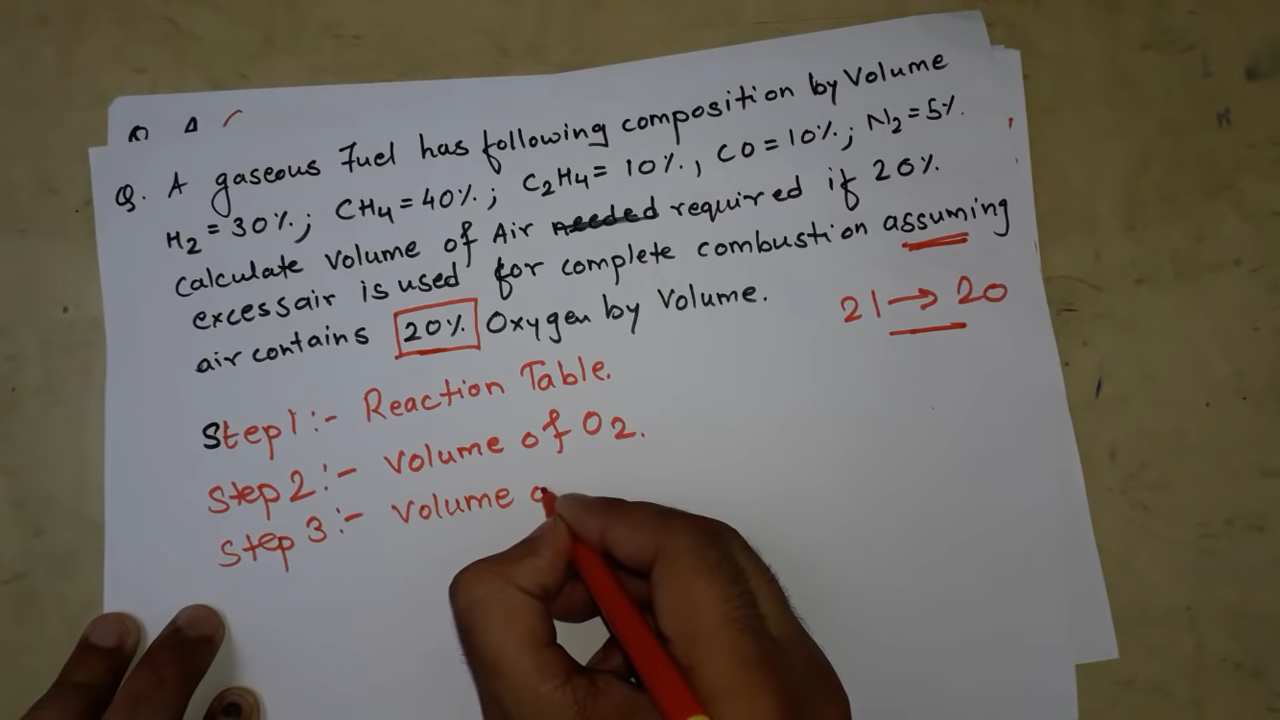 Q. A gaseous Fuel has following composition by Volume
H2 = 30%; CH4 = 40%; C2H4 = 10%, CO = 10%; N2 = 5%.
Calculate Volume of Air needed required if 20%
excess air is used for complete combustion assuming
air contains 20% Oxygen by Volume.
21 → 20
Step1:- Reaction Table.
Step 2:- Volume of O2.
Step 3:- Volume o